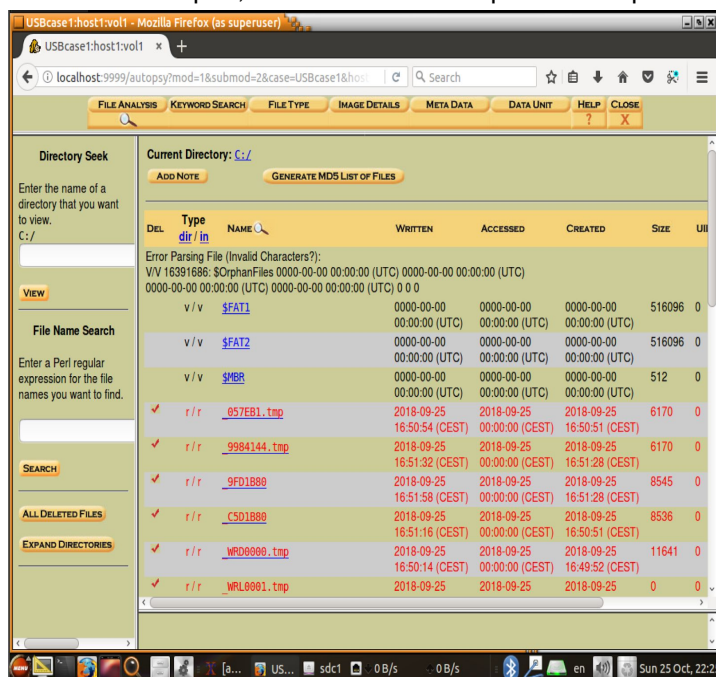 USBcase1:host1:vol1 - Mozilla Firefox (as superuser)
USBcase1:host1:vol1 × +
localhost:9999/autopsy?mod=1&submod=2&case=USBcase1&host Search
FILE ANALYSIS KEYWORD SEARCH FILE TYPE IMAGE DETAILS META DATA DATA UNIT HELP CLOSE
? X
Directory Seek
Enter the name of a
directory that you want
to view.
C:/
VIEW
File Name Search
Enter a Perl regular
expression for the file
names you want to find.
SEARCH
ALL DELETED FILES
EXPAND DIRECTORIES
Current Directory: C:/
ADD NOTE GENERATE MD5 LIST OF FILES
DEL Type NAME WRITTEN ACCESSED CREATED SIZE UI
dir / in
Error Parsing File (Invalid Characters?):
V/V 16391686: $OrphanFiles 0000-00-00 00:00:00 (UTC) 0000-00-00 00:00:00 (UTC)
0000-00-00 00:00:00 (UTC) 0000-00-00 00:00:00 (UTC) 0 0 0
v / v $FAT1 0000-00-00 0000-00-00 0000-00-00 516096 0
00:00:00 (UTC) 00:00:00 (UTC) 00:00:00 (UTC)
v / v $FAT2 0000-00-00 0000-00-00 0000-00-00 516096 0
00:00:00 (UTC) 00:00:00 (UTC) 00:00:00 (UTC)
v / v $MBR 0000-00-00 0000-00-00 0000-00-00 512 0
00:00:00 (UTC) 00:00:00 (UTC) 00:00:00 (UTC)
r / r _057EB1.tmp 2018-09-25 2018-09-25 2018-09-25 6170 0
16:50:54 (CEST) 00:00:00 (CEST) 16:50:51 (CEST)
r / r _9984144.tmp 2018-09-25 2018-09-25 2018-09-25 6170 0
16:51:32 (CEST) 00:00:00 (CEST) 16:51:28 (CEST)
r / r _9FD1B80 2018-09-25 2018-09-25 2018-09-25 8545 0
16:51:58 (CEST) 00:00:00 (CEST) 16:51:28 (CEST)
r / r _C5D1B80 2018-09-25 2018-09-25 2018-09-25 8536 0
16:51:16 (CEST) 00:00:00 (CEST) 16:50:51 (CEST)
r / r _WRD0000.tmp 2018-09-25 2018-09-25 2018-09-25 11641 0
16:50:14 (CEST) 00:00:00 (CEST) 16:49:52 (CEST)
r / r _WRL0001.tmp 2018-09-25 2018-09-25 2018-09-25 0 0
MENU [a... US... sdc1 0 B/s 0 B/s en Sun 25 Oct, 22:2